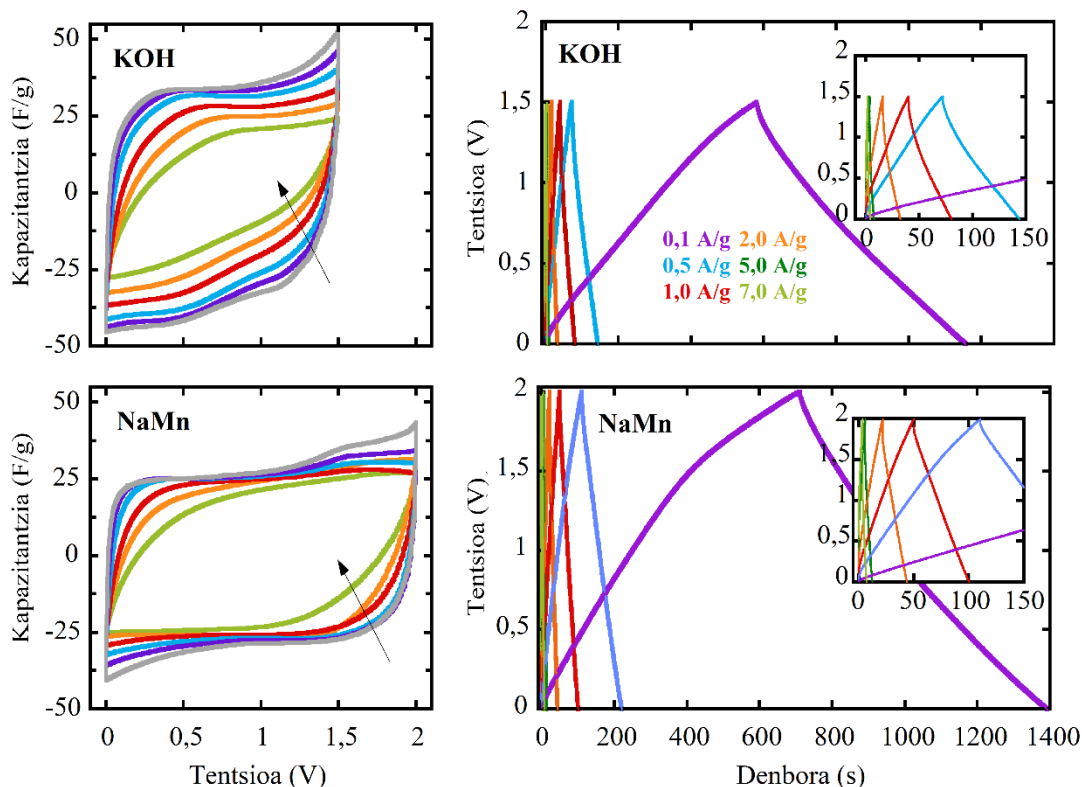 50
25
0
-25
-50
Kapazitantzia (F/g)
KOH
2
1,5
1
0,5
0
Tentsioa (V)
KOH
0,1 A/g 2,0 A/g
0,5 A/g 5,0 A/g
1,0 A/g 7,0 A/g
2
1,5
1
0,5
0
0 50 100 150
50
25
0
-25
-50
Kapazitantzia (F/g)
NaMn
0 0,5 1 1,5 2
Tentsioa (V)
2
1,5
1
0,5
0
Tentsioa (V)
NaMn
2
1,5
1
0,5
0
0 50 100 150
0 200 400 600 800 1000 1200 1400
Denbora (s)